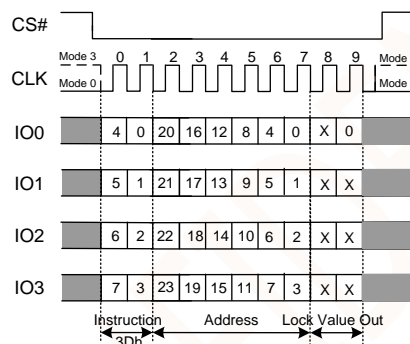 CS#
Mode 3 0 1 2 3 4 5 6 7 8 9 Mode
CLK
Mode 0 Mode
IO0 4 0 20 16 12 8 4 0 X 0
IO1 5 1 21 17 13 9 5 1 X X
IO2 6 2 22 18 14 10 6 2 X X
IO3 7 3 23 19 15 11 7 3 X X
Instruction Address Lock Value Out
3Dh